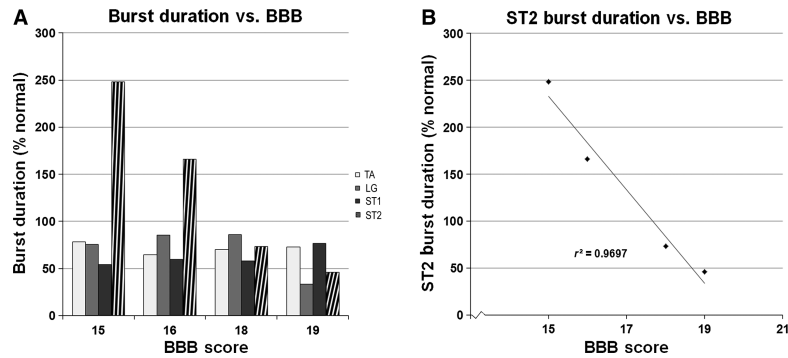 A
Burst duration vs. BBB
Burst duration (% normal)
300
250
200
150
100
50
0
15 16 18 19
BBB score
TA
LG
ST1
ST2
B
ST2 burst duration vs. BBB
ST2 burst duration (% normal)
300
250
200
150
100
50
0
r² = 0.9697
15 17 19 21
BBB score